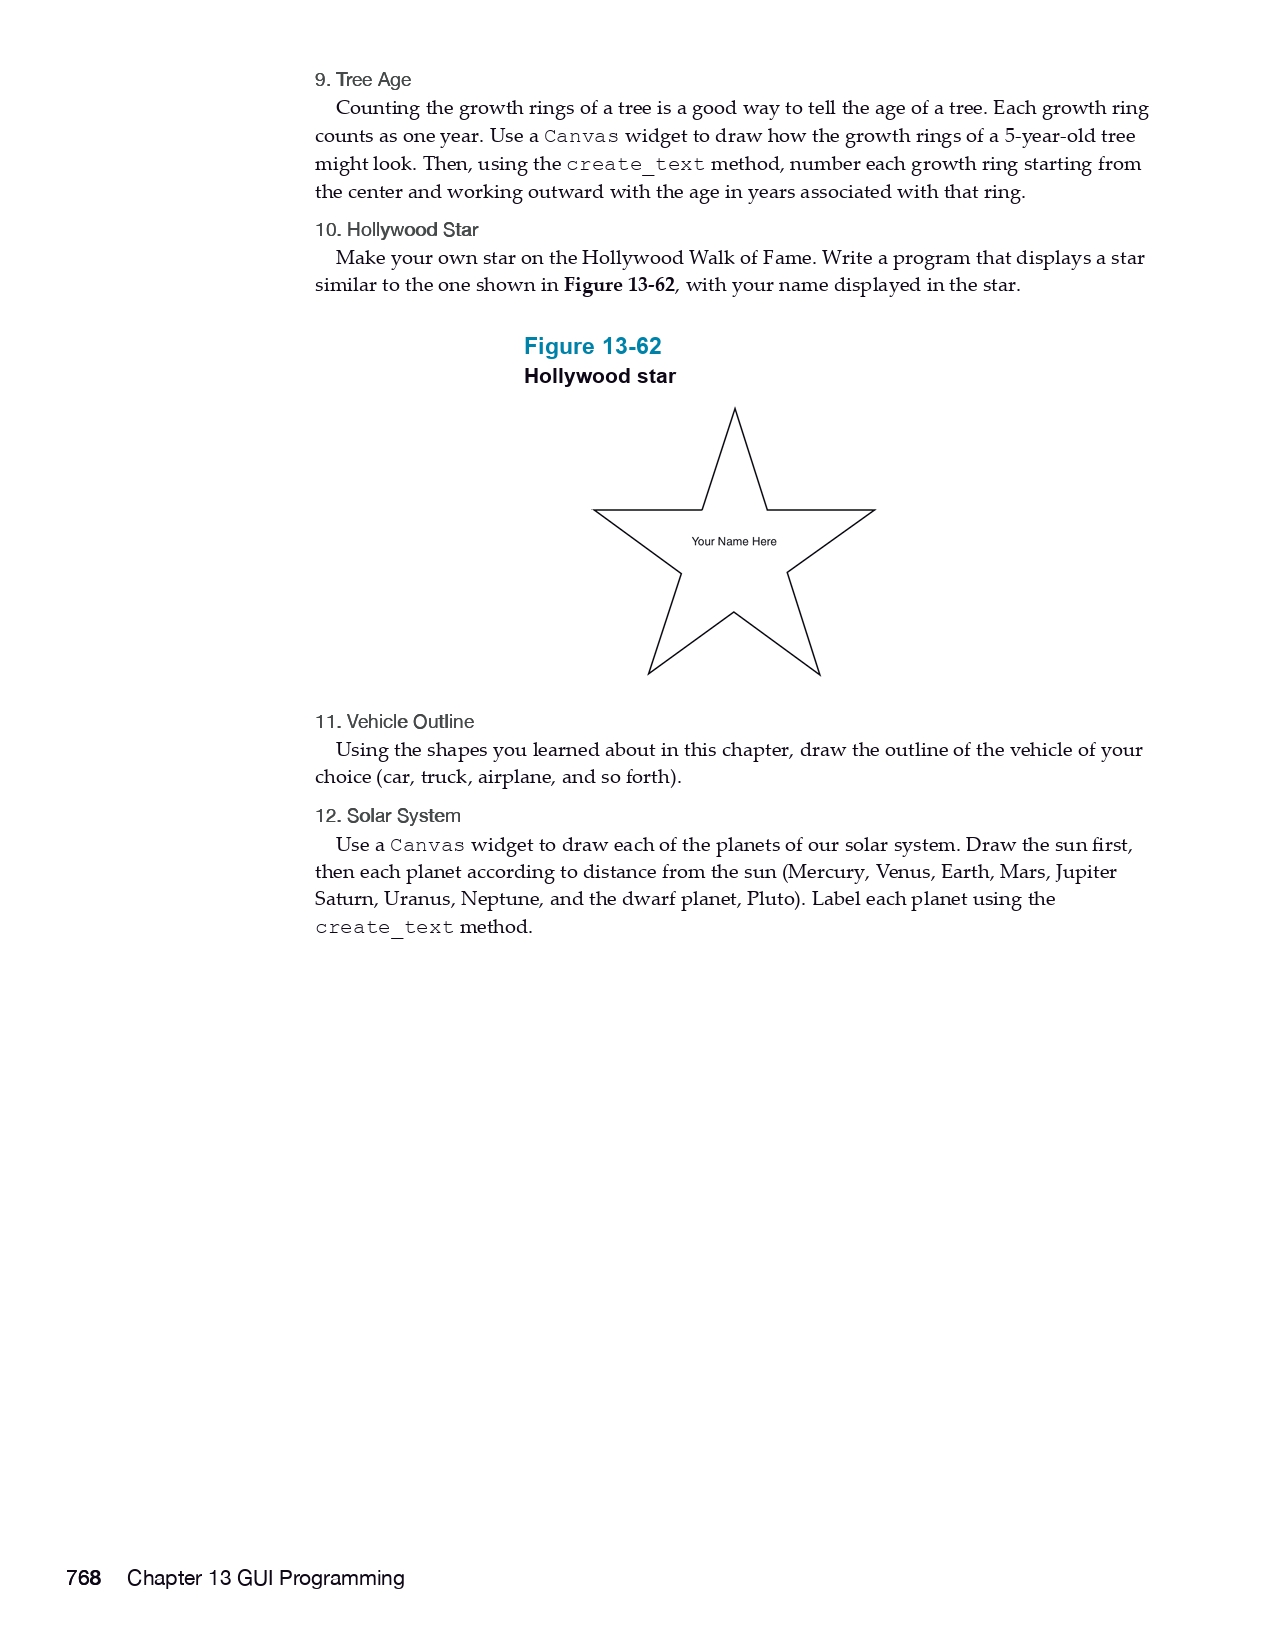 9. Tree Age
Counting the growth rings of a tree is a good way to tell the age of a tree. Each growth ring
counts as one year. Use a Canvas widget to draw how the growth rings of a 5-year-old tree
might look. Then, using the create_text method, number each growth ring starting from
the center and working outward with the age in years associated with that ring.
10. Hollywood Star
Make your own star on the Hollywood Walk of Fame. Write a program that displays a star
similar to the one shown in Figure 13-62, with your name displayed in the star.
Figure 13-62
Hollywood star
Your Name Here
11. Vehicle Outline
Using the shapes you learned about in this chapter, draw the outline of the vehicle of your
choice (car, truck, airplane, and so forth).
12. Solar System
Use a Canvas widget to draw each of the planets of our solar system. Draw the sun first,
then each planet according to distance from the sun (Mercury, Venus, Earth, Mars, Jupiter
Saturn, Uranus, Neptune, and the dwarf planet, Pluto). Label each planet using the
create_text method.
768 Chapter 13 GUI Programming